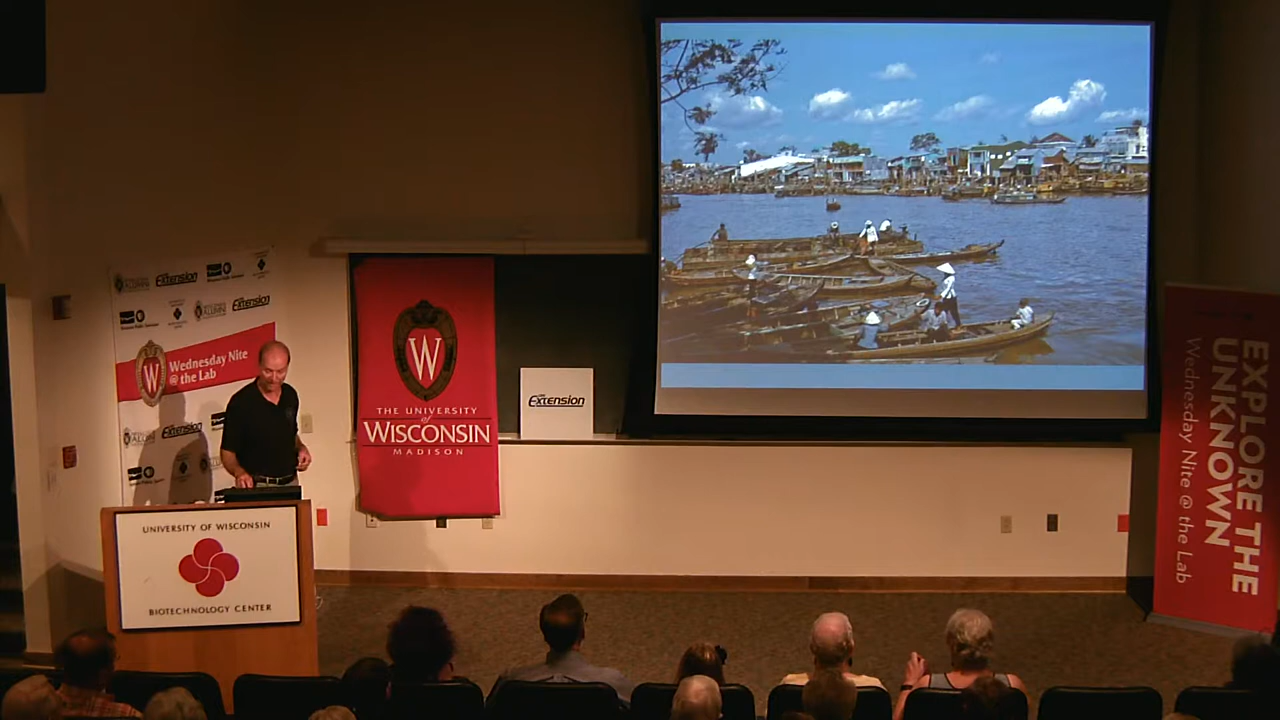 Extension
Extension
Wednesday Nite
@ the Lab
Extension
W
THE UNIVERSITY
of
WISCONSIN
MADISON
Extension
UNIVERSITY OF WISCONSIN
BIOTECHNOLOGY CENTER
EXPLORE THE
UNKNOWN
Wednesday Nite @ the Lab